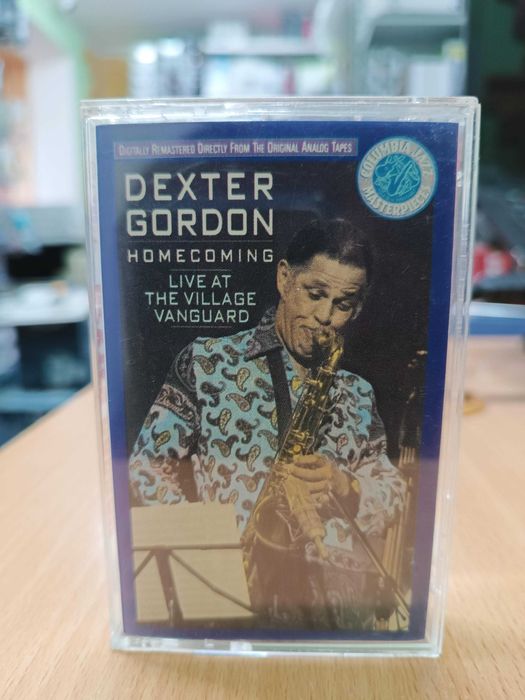 DIGITALLY REMASTERED DIRECTLY FROM THE ORIGINAL ANALOG TAPES
COLUMBIA JAZZ
MASTERPIECES
DEXTER
GORDON
HOMECOMING
LIVE AT
THE VILLAGE
VANGUARD